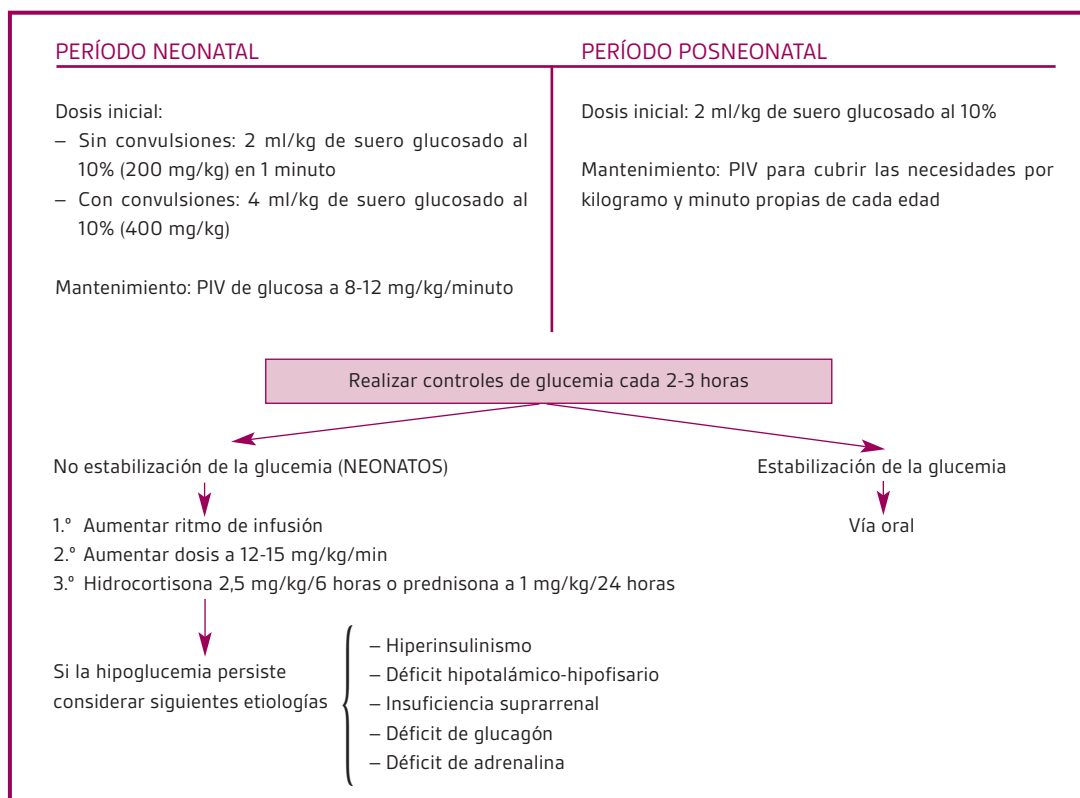 PERÍODO NEONATAL
Dosis inicial:
– Sin convulsiones: 2 ml/kg de suero glucosado al
10% (200 mg/kg) en 1 minuto
– Con convulsiones: 4 ml/kg de suero glucosado al
10% (400 mg/kg)
Mantenimiento: PIV de glucosa a 8-12 mg/kg/minuto
PERÍODO POSNEONATAL
Dosis inicial: 2 ml/kg de suero glucosado al 10%
Mantenimiento: PIV para cubrir las necesidades por
kilogramo y minuto propias de cada edad
Realizar controles de glucemia cada 2-3 horas
No estabilización de la glucemia (NEONATOS)
1.º Aumentar ritmo de infusión
2.º Aumentar dosis a 12-15 mg/kg/min
3.º Hidrocortisona 2,5 mg/kg/6 horas o prednisona a 1 mg/kg/24 horas
Si la hipoglucemia persiste
considerar siguientes etiologías
– Hiperinsulinismo
– Déficit hipotalámico-hipofisario
– Insuficiencia suprarrenal
– Déficit de glucagón
– Déficit de adrenalina
Estabilización de la glucemia
Vía oral